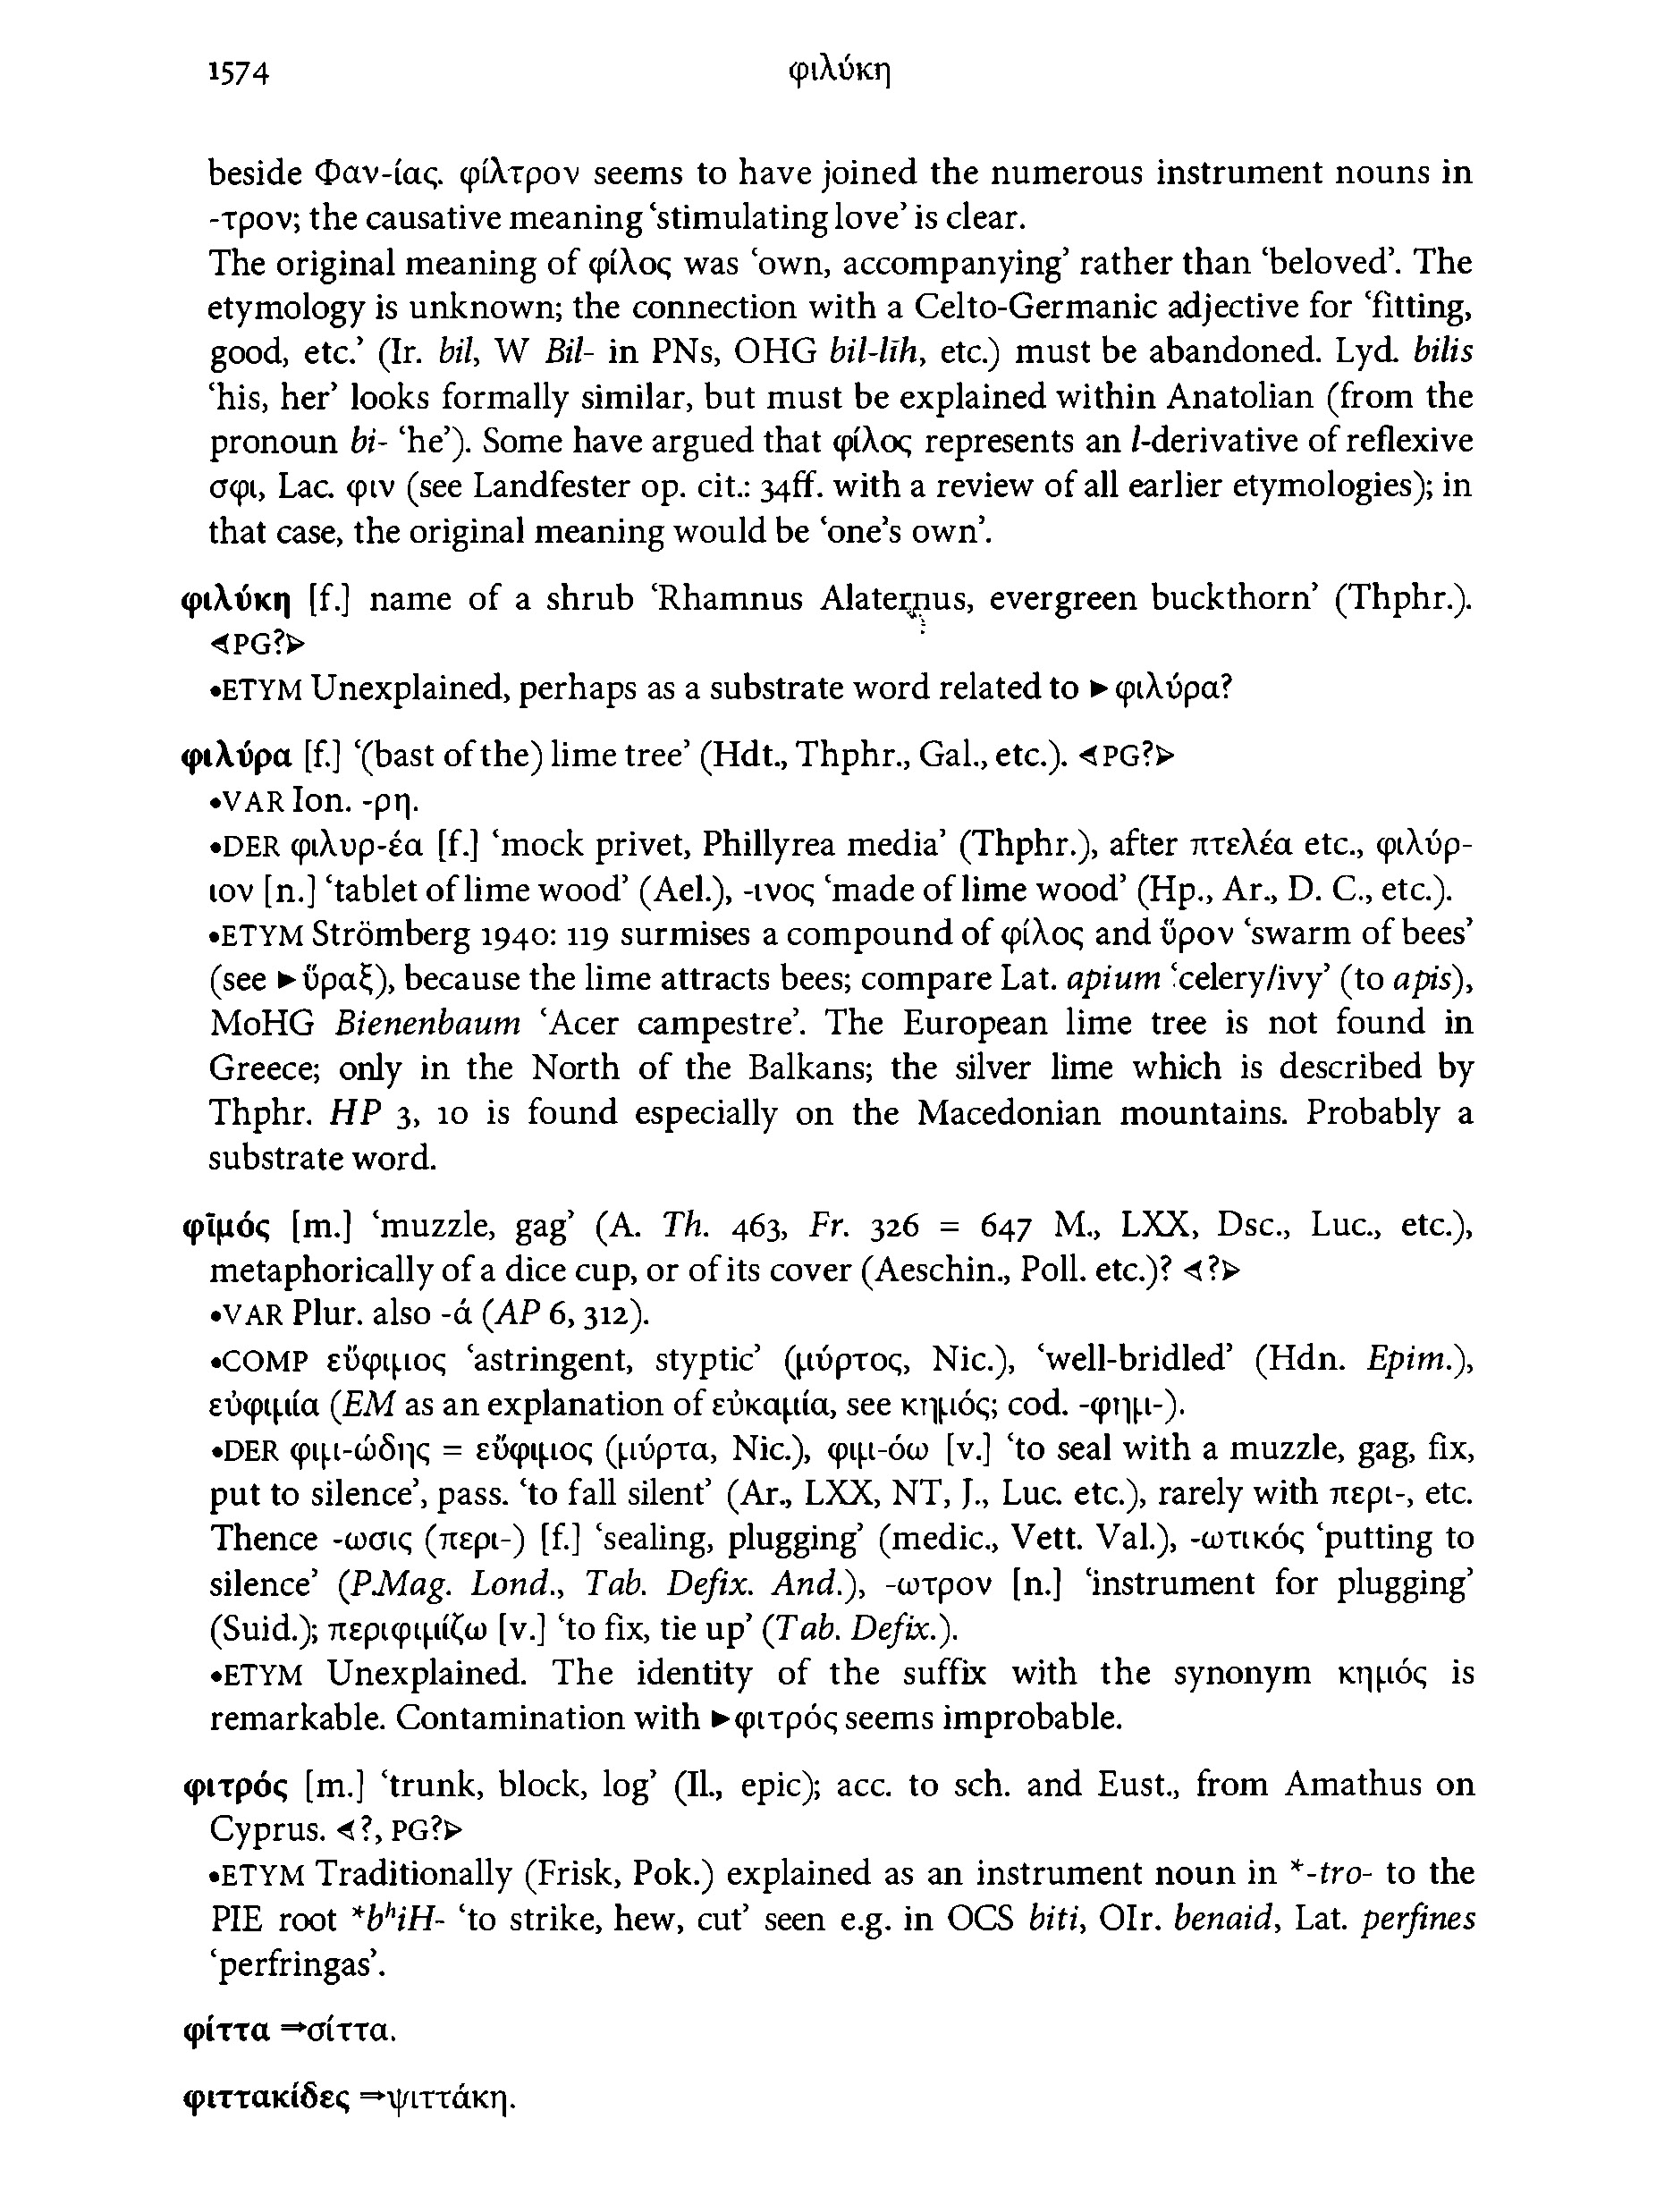 1574 φιλύκη
beside Φαν-ίας. φίλτρον seems to have joined the numerous instrument nouns in
-τρον; the causative meaning ‘stimulating love’ is clear.
The original meaning of φίλος was ‘own, accompanying’ rather than ‘beloved’. The
etymology is unknown; the connection with a Celto-Germanic adjective for ‘fitting,
good, etc.’ (Ir. bil, W Bil- in PNs, OHG bil-līh, etc.) must be abandoned. Lyd. bilis
‘his, her’ looks formally similar, but must be explained within Anatolian (from the
pronoun bi- ‘he’). Some have argued that φίλος represents an l-derivative of reflexive
σφι, Lac. φιν (see Landfester op. cit.: 34ff. with a review of all earlier etymologies); in
that case, the original meaning would be ‘one’s own’.
φιλύκη [f.] name of a shrub ‘Rhamnus Alaternus, evergreen buckthorn’ (Thphr.).
⊲PG?⊳
•ETYM Unexplained, perhaps as a substrate word related to ►φιλύρα?
φιλύρα [f.] ‘(bast of the) lime tree’ (Hdt., Thphr., Gal., etc.). ⊲PG?⊳
•VAR Ion. -ρη.
•DER φιλυρ-έα [f.] ‘mock privet, Phillyrea media’ (Thphr.), after πτελέα etc., φιλύρ-
ιον [n.] ‘tablet of lime wood’ (Ael.), -ινος ‘made of lime wood’ (Hp., Ar., D. C., etc.).
•ETYM Strömberg 1940: 119 surmises a compound of φίλος and ὕρον ‘swarm of bees’
(see ►ὕραξ), because the lime attracts bees; compare Lat. apium ‘celery/ivy’ (to apis),
MoHG Bienenbaum ‘Acer campestre’. The European lime tree is not found in
Greece; only in the North of the Balkans; the silver lime which is described by
Thphr. HP 3, 10 is found especially on the Macedonian mountains. Probably a
substrate word.
φῑμός [m.] ‘muzzle, gag’ (A. Th. 463, Fr. 326 = 647 M., LXX, Dsc., Luc., etc.),
metaphorically of a dice cup, or of its cover (Aeschin., Poll. etc.)? ⊲?⊳
•VAR Plur. also -ά (AP 6, 312).
•COMP εὔφιμος ‘astringent, styptic’ (μύρτος, Nic.), ‘well-bridled’ (Hdn. Epim.),
εὐφιμία (EM as an explanation of εὐκαμία, see κημός; cod. -φημι-).
•DER φιμ-ώδης = εὔφιμος (μύρτα, Nic.), φιμ-όω [v.] ‘to seal with a muzzle, gag, fix,
put to silence’, pass. ‘to fall silent’ (Ar., LXX, NT, J., Luc. etc.), rarely with περι-, etc.
Thence -ωσις (περι-) [f.] ‘sealing, plugging’ (medic., Vett. Val.), -ωτικός ‘putting to
silence’ (PMag. Lond., Tab. Defix. And.), -ωτρον [n.] ‘instrument for plugging’
(Suid.); περιφιμίζω [v.] ‘to fix, tie up’ (Tab. Defix.).
•ETYM Unexplained. The identity of the suffix with the synonym κημός is
remarkable. Contamination with ►φιτρός seems improbable.
φιτρός [m.] ‘trunk, block, log’ (Il., epic); acc. to sch. and Eust., from Amathus on
Cyprus. ⊲?, PG?⊳
•ETYM Traditionally (Frisk, Pok.) explained as an instrument noun in *-tro- to the
PIE root *bʰiH- ‘to strike, hew, cut’ seen e.g. in OCS biti, OIr. benaid, Lat. perfines
‘perfringas’.
φίττα ⇒σίττα.
φιττακίδες ⇒ψιττάκη.